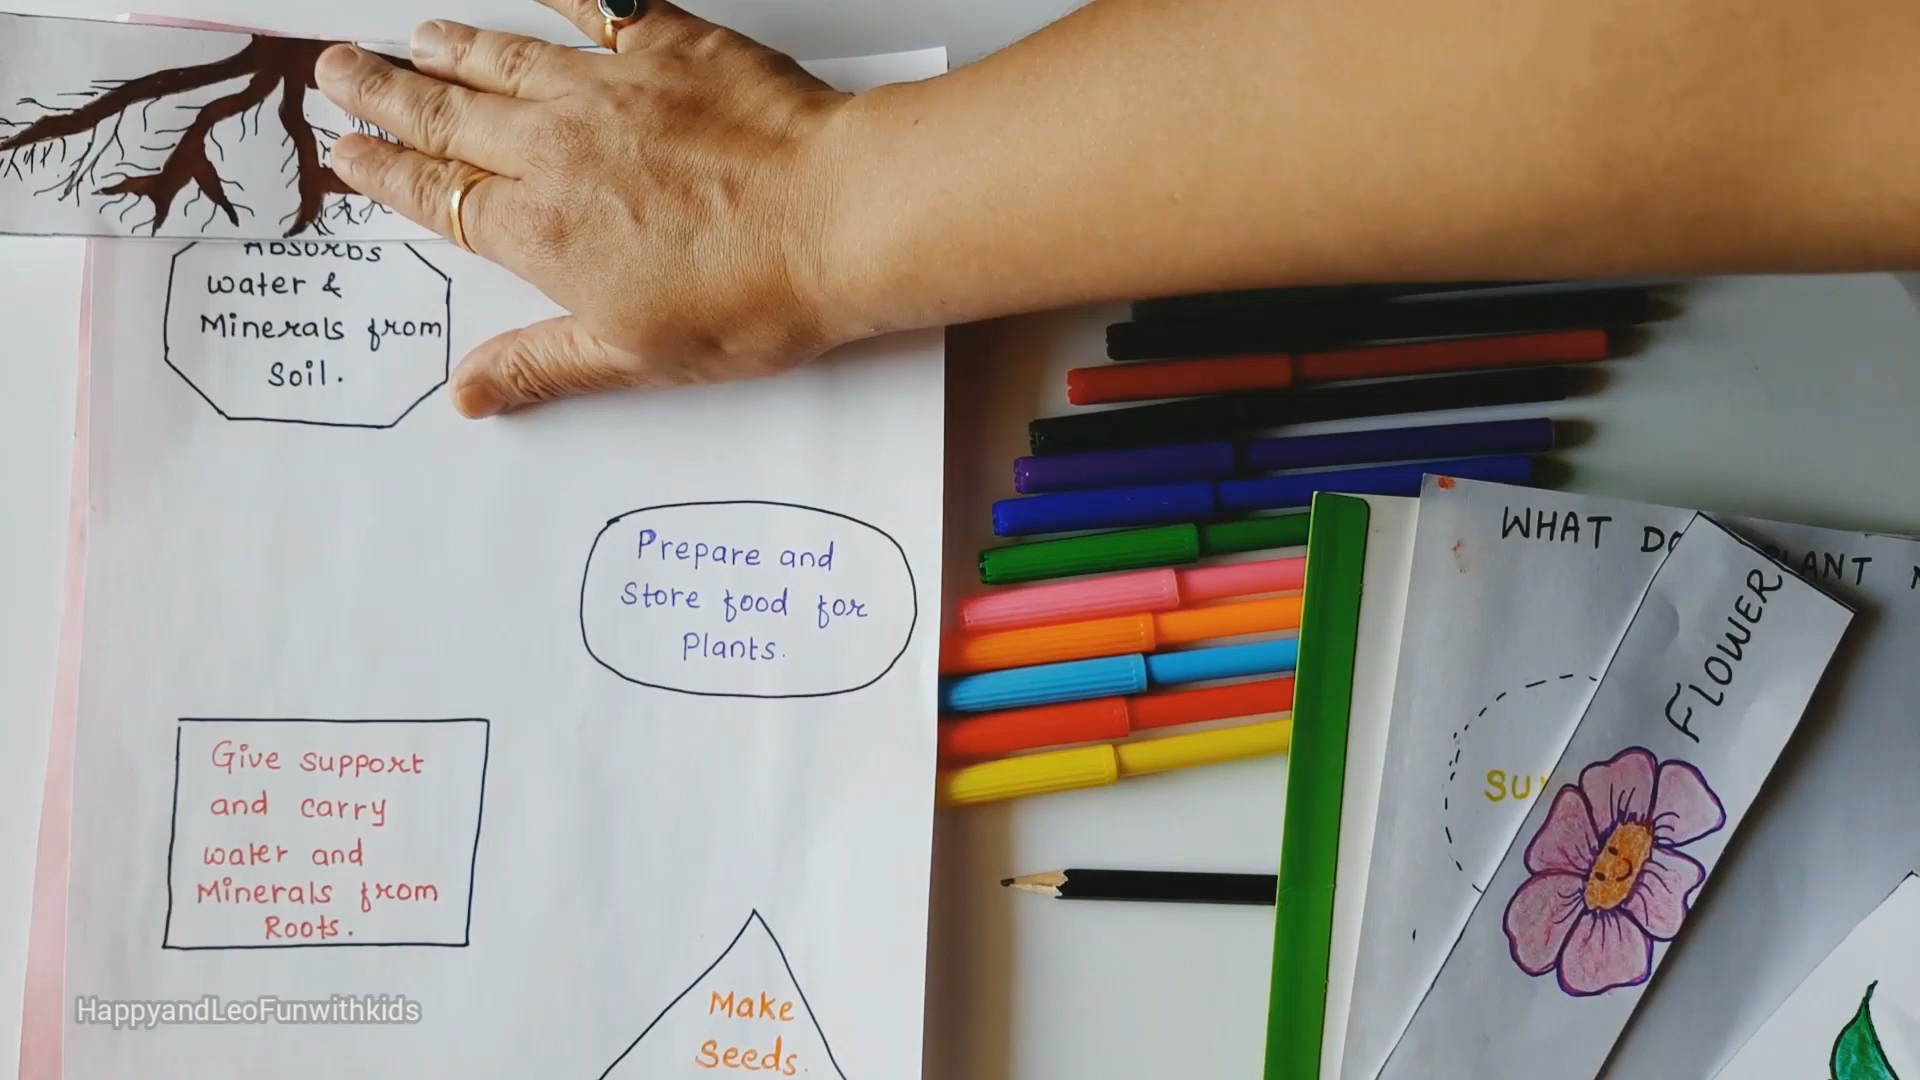 Absorbs
water &
Minerals from
Soil.
Prepare and
Store food for
Plants.
Give support
and carry
water and
Minerals from
Roots.
Make
Seeds.
WHAT
FLOWER
HappyandLeoFunwithkids